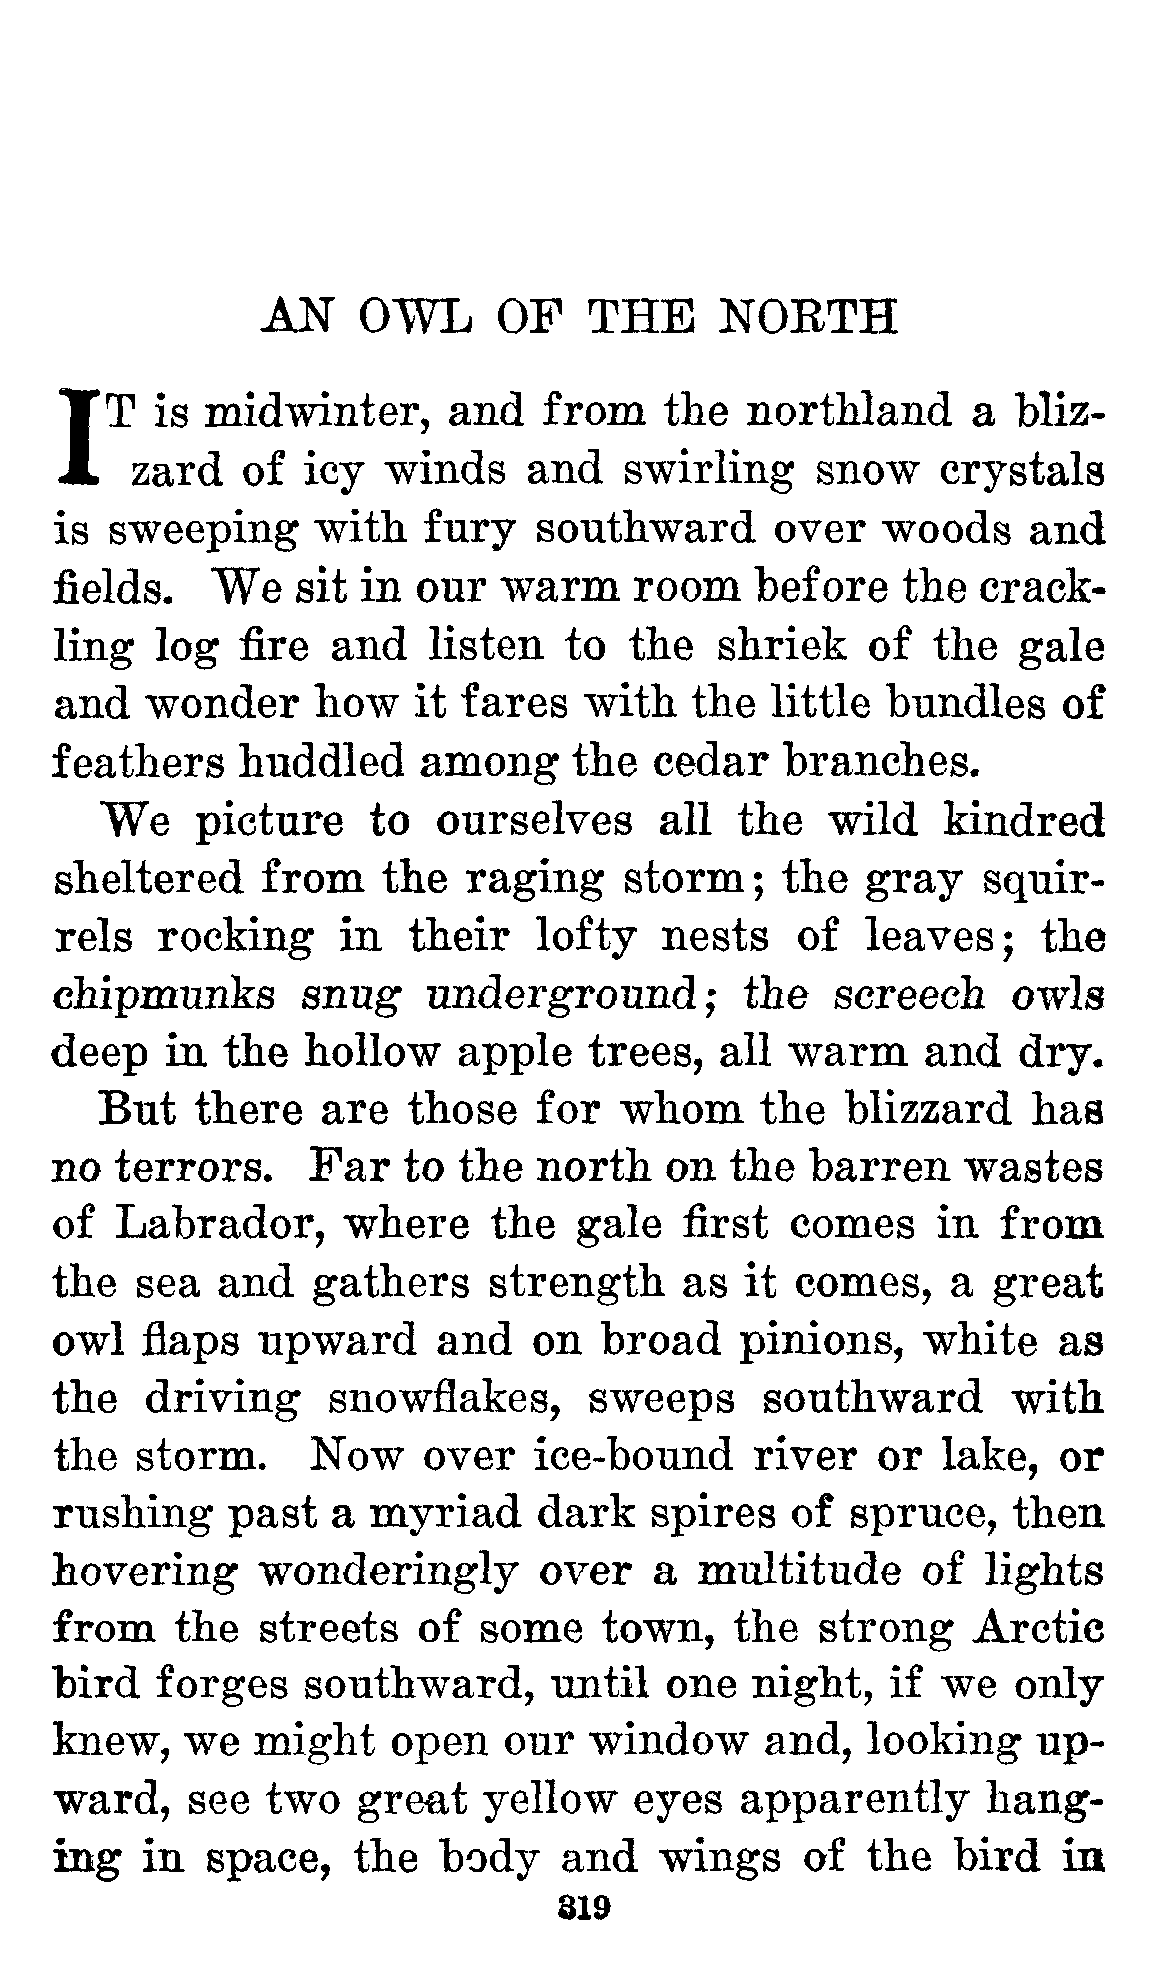 AN OWL OF THE NORTH
IT is midwinter, and from the northland a bliz-
zard of icy winds and swirling snow crystals
is sweeping with fury southward over woods and
fields. We sit in our warm room before the crack-
ling log fire and listen to the shriek of the gale
and wonder how it fares with the little bundles of
feathers huddled among the cedar branches.
We picture to ourselves all the wild kindred
sheltered from the raging storm; the gray squir-
rels rocking in their lofty nests of leaves; the
chipmunks snug underground; the screech owls
deep in the hollow apple trees, all warm and dry.
But there are those for whom the blizzard has
no terrors. Far to the north on the barren wastes
of Labrador, where the gale first comes in from
the sea and gathers strength as it comes, a great
owl flaps upward and on broad pinions, white as
the driving snowflakes, sweeps southward with
the storm. Now over ice-bound river or lake, or
rushing past a myriad dark spires of spruce, then
hovering wonderingly over a multitude of lights
from the streets of some town, the strong Arctic
bird forges southward, until one night, if we only
knew, we might open our window and, looking up-
ward, see two great yellow eyes apparently hang-
ing in space, the body and wings of the bird in
319